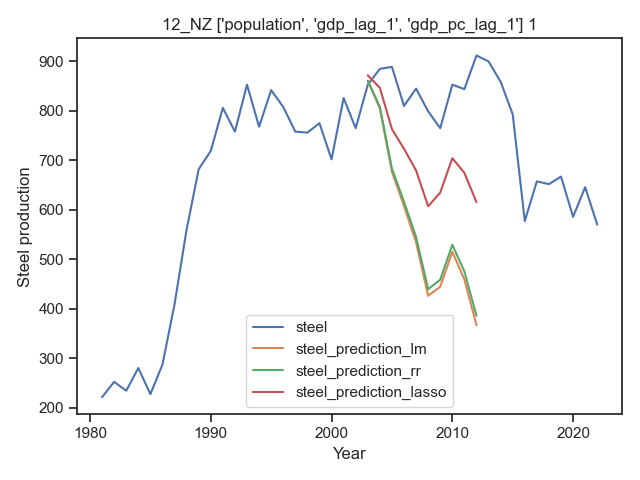 12_NZ ['population', 'gdp_lag_1', 'gdp_pc_lag_1'] 1
900
800
700
600
500
400
300
200
Steel production
steel
steel_prediction_lm
steel_prediction_rr
steel_prediction_lasso
1980 1990 2000 2010 2020
Year